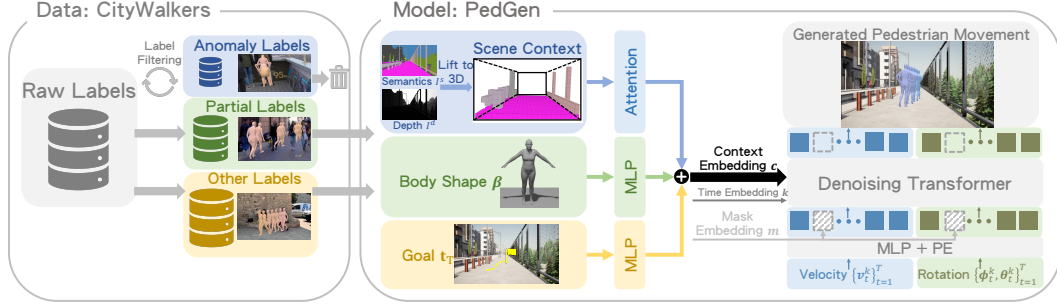 Data: CityWalkers
Model: PedGen
Raw Labels
Label
Filtering
Anomaly Labels
Partial Labels
Other Labels
Semantics I^s
Depth I^d
Lift to
3D
Scene Context
Body Shape β
Goal t_T
Attention
MLP
MLP
Context
Embedding c
Time Embedding k
Mask
Embedding m
Generated Pedestrian Movement
Denoising Transformer
MLP + PE
Velocity {v_t^k}_{t=1}^T
Rotation {ϕ_t^k, θ_t^k}_{t=1}^T